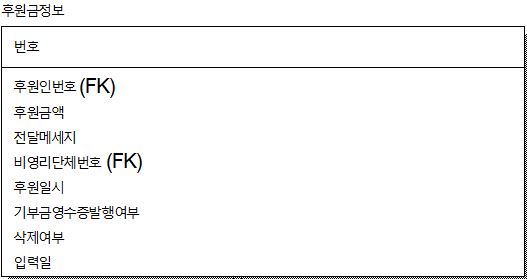 후원금정보
번호
후원인번호 (FK)
후원금액
전달메세지
비영리단체번호 (FK)
후원일시
기부금영수증발행여부
삭제여부
입력일